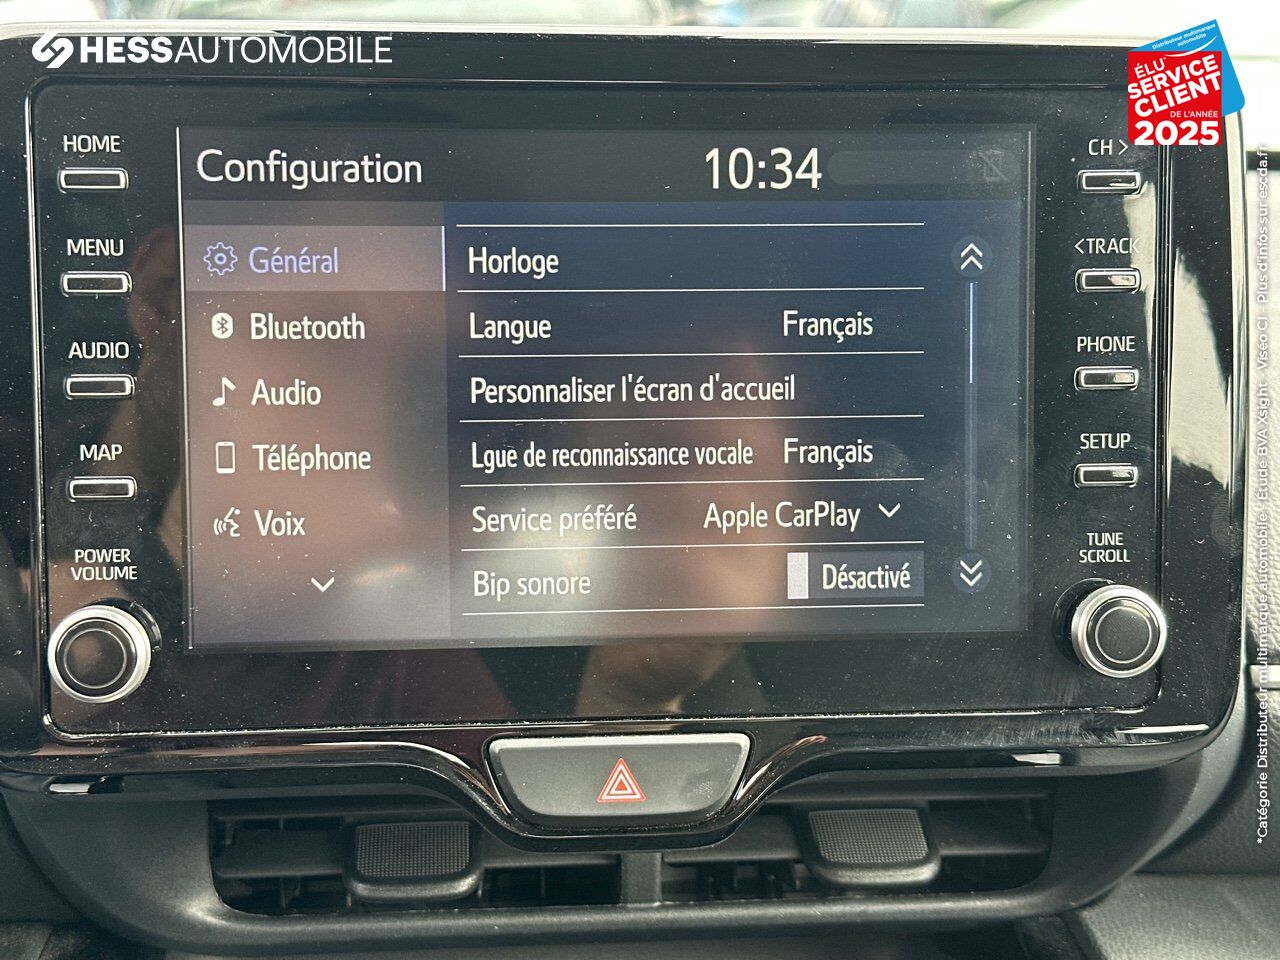 HESSAUTOMOBILE
Distributeur multimarque
automobile
ÉLU
SERVICE
CLIENT
DE L'ANNÉE
2025
HOME
MENU
AUDIO
MAP
POWER
VOLUME
Configuration
10:34
Général
Bluetooth
Audio
Téléphone
Voix
Horloge
Langue Français
Personnaliser l'écran d'accueil
Lgue de reconnaissance vocale Français
Service préféré Apple CarPlay
Bip sonore Désactivé
CH >
<TRACK
PHONE
SETUP
TUNE
SCROLL
*Catégorie Distributeur multimarque automobile - Étude BVA Xsight - Viséo CI - Plus d'infos sur escda.fr